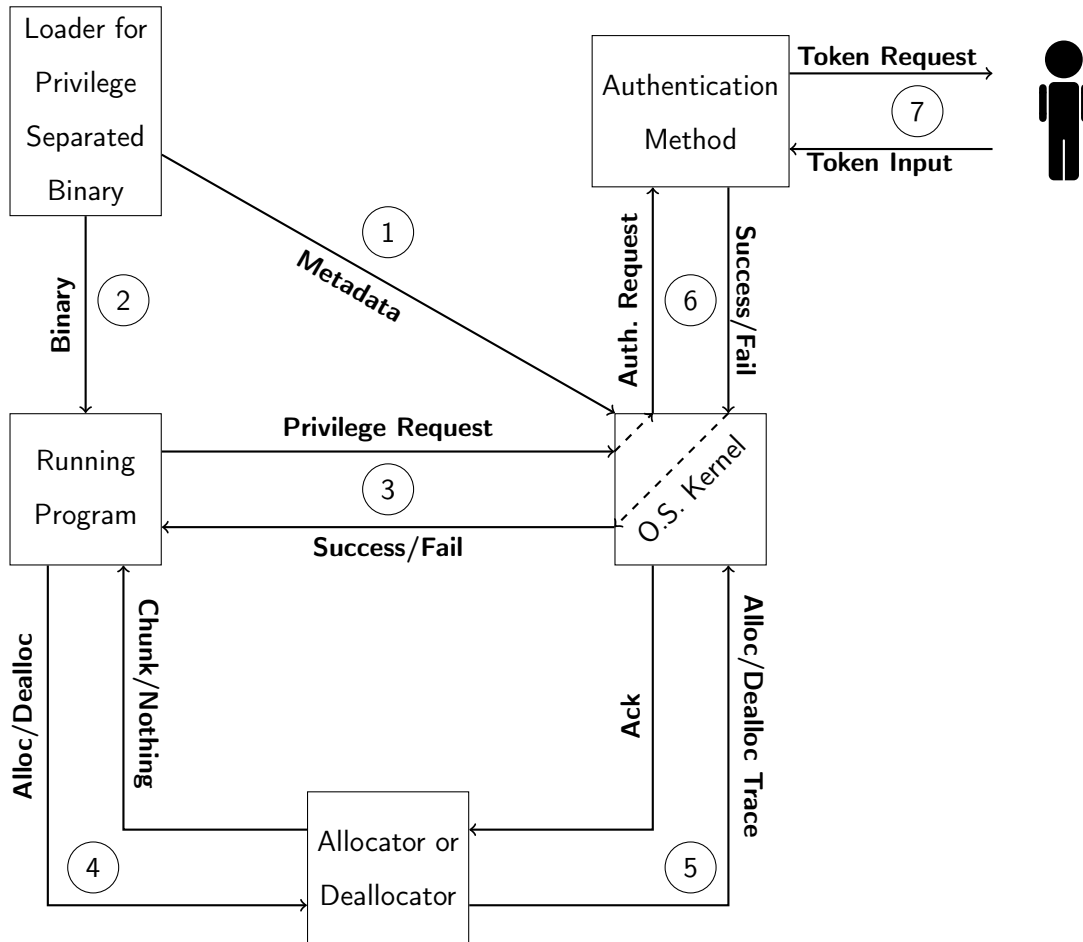 Loader for
Privilege
Separated
Binary
Authentication
Method
Token Request
7
Token Input
1
Metadata
2
Binary
Auth. Request
6
Success/Fail
Running
Program
Privilege Request
3
Success/Fail
O.S. Kernel
Alloc/Dealloc
Chunk/Nothing
Ack
Alloc/Dealloc Trace
4
Allocator or
Deallocator
5